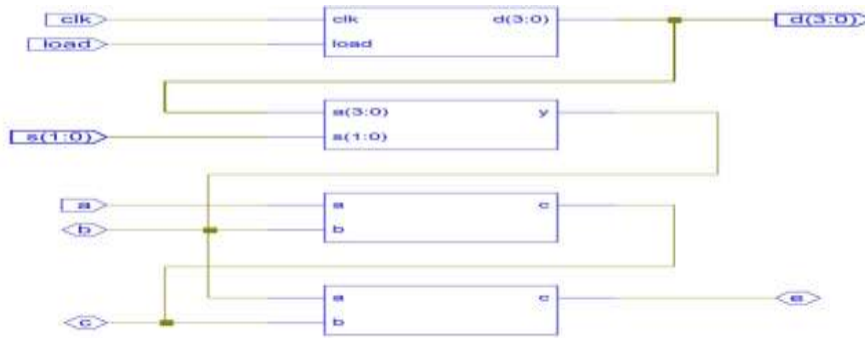 clk clk d(3:0) d(3:0)
load load
a(3:0) y
s(1:0) s(1:0)
a a c
b b
a c e
c b